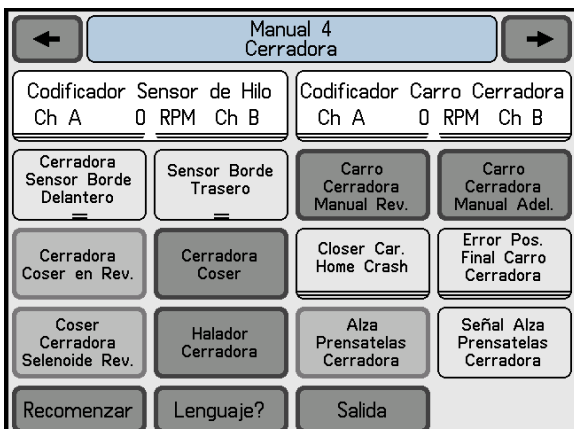 Manual 4
Cerradora
Codificador Sensor de Hilo
Ch A 0 RPM Ch B
Codificador Carro Cerradora
Ch A 0 RPM Ch B
Cerradora
Sensor Borde
Delantero
Sensor Borde
Trasero
Carro
Cerradora
Manual Rev.
Carro
Cerradora
Manual Adel.
Cerradora
Coser en Rev.
Cerradora
Coser
Closer Car.
Home Crash
Error Pos.
Final Carro
Cerradora
Coser
Cerradora
Selenoide Rev.
Halador
Cerradora
Alza
Prensatelas
Cerradora
Señal Alza
Prensatelas
Cerradora
Recomenzar
Lenguaje?
Salida